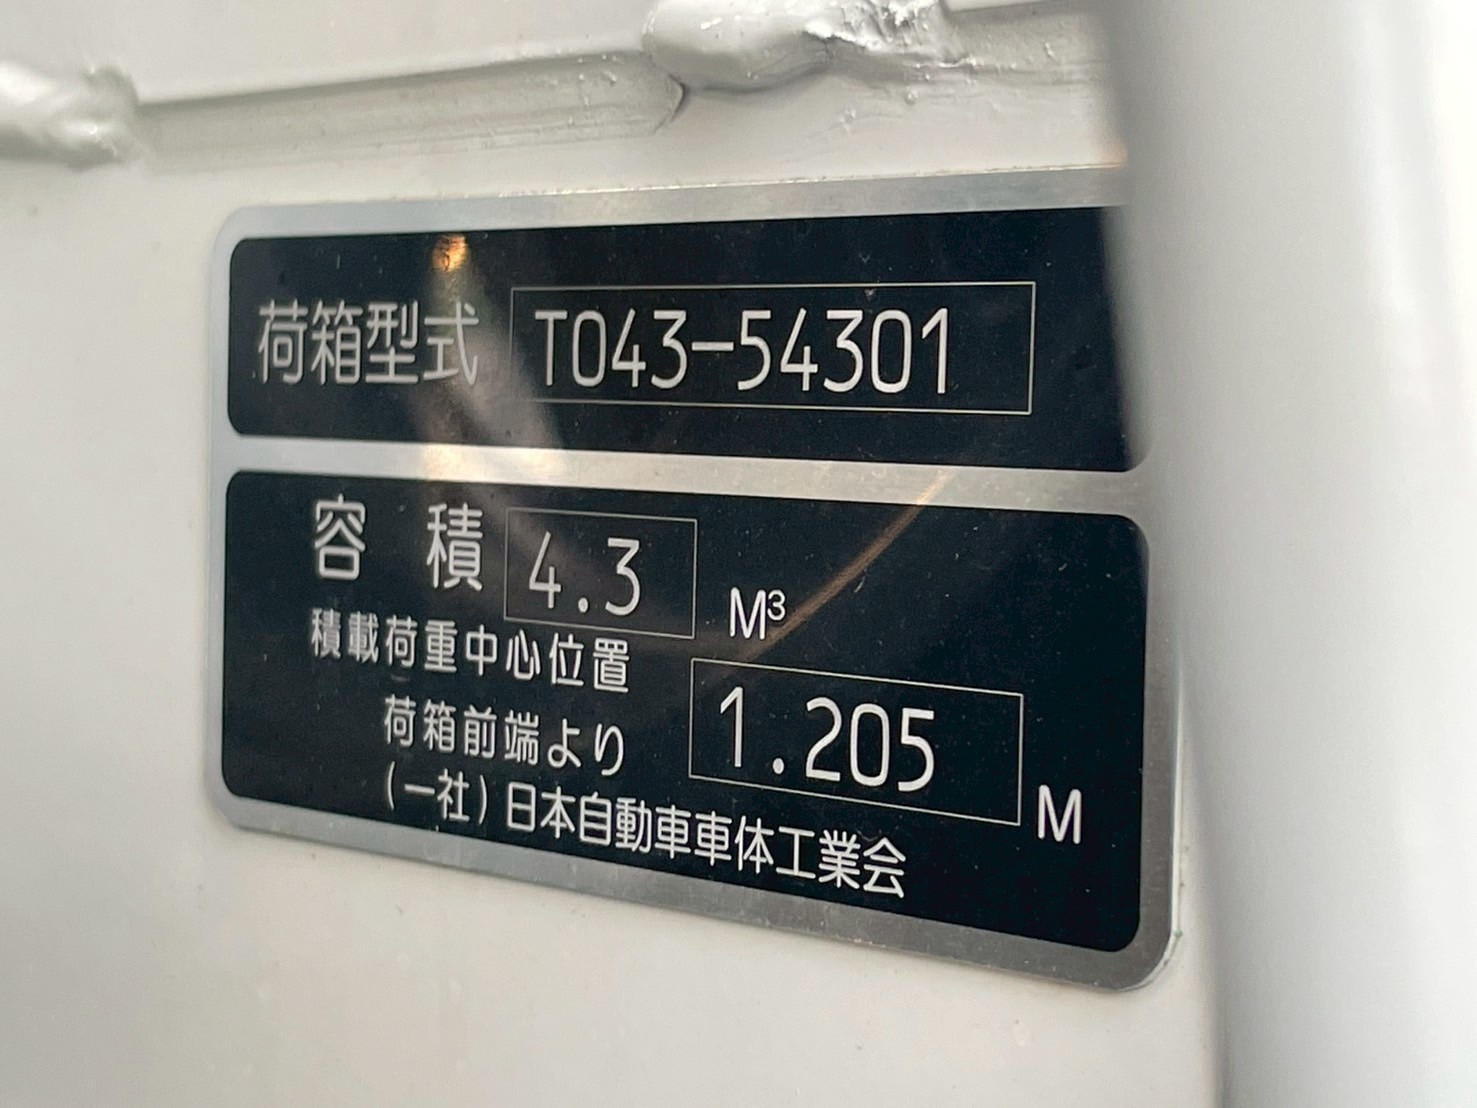 荷箱型式 T043-54301
容積 4.3 M³
積載荷重中心位置
荷箱前端より 1.205 M
(一社)日本自動車車体工業会